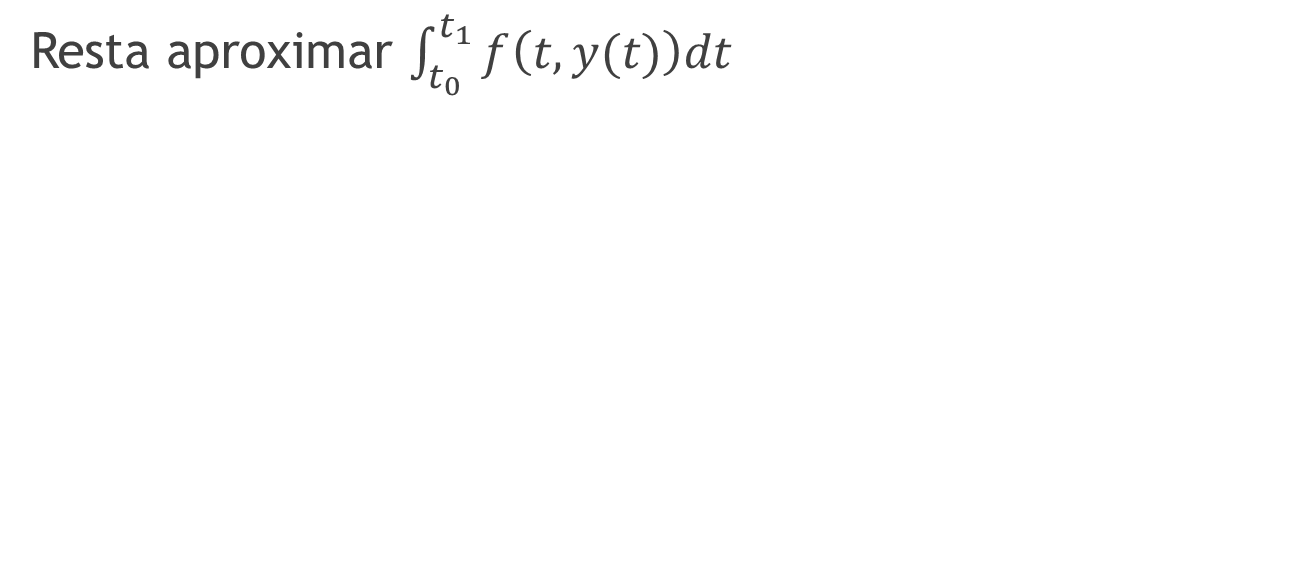 Resta aproximar ∫_{t_0}^{t_1} f(t, y(t))dt